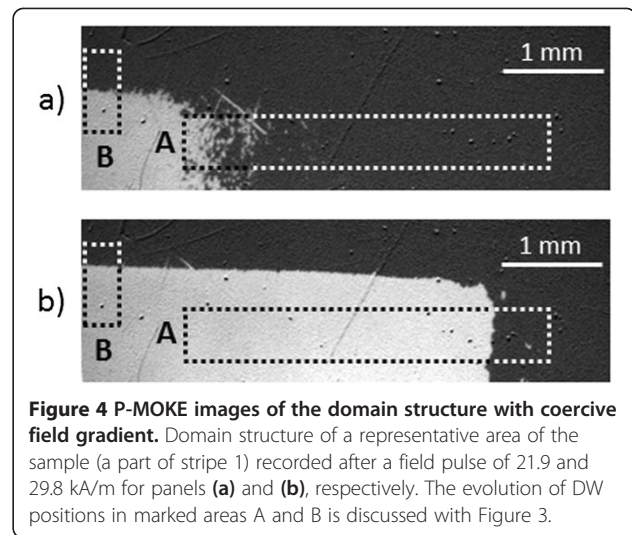 1 mm
a)
A
B
1 mm
b)
A
B
Figure 4 P-MOKE images of the domain structure with coercive
field gradient. Domain structure of a representative area of the
sample (a part of stripe 1) recorded after a field pulse of 21.9 and
29.8 kA/m for panels (a) and (b), respectively. The evolution of DW
positions in marked areas A and B is discussed with Figure 3.